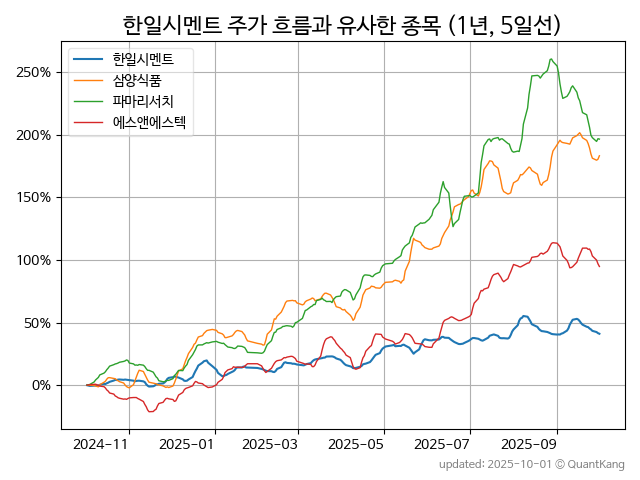 한일시멘트 주가 흐름과 유사한 종목 (1년, 5일선)
한일시멘트
삼양식품
파마리서치
에스앤에스텍
250%
200%
150%
100%
50%
0%
2024-11
2025-01
2025-03
2025-05
2025-07
2025-09
updated: 2025-10-01 © QuantKang